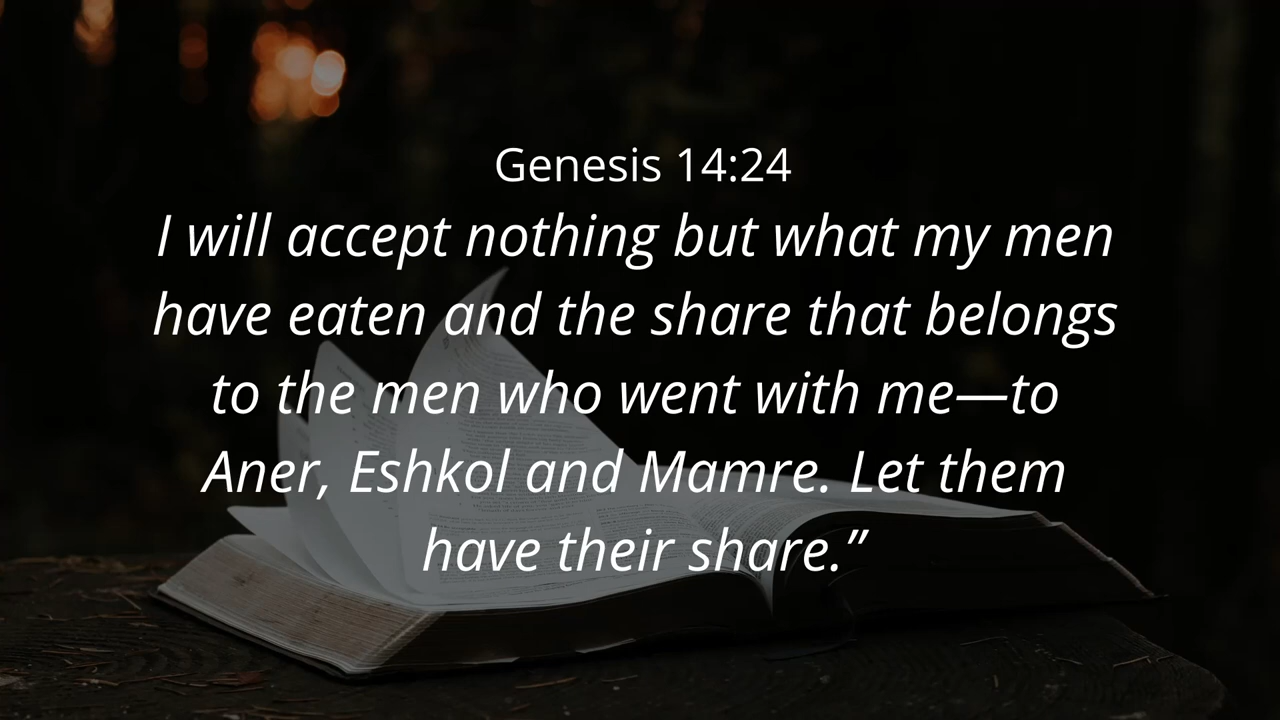 Genesis 14:24
I will accept nothing but what my men
have eaten and the share that belongs
to the men who went with me—to
Aner, Eshkol and Mamre. Let them
have their share.”